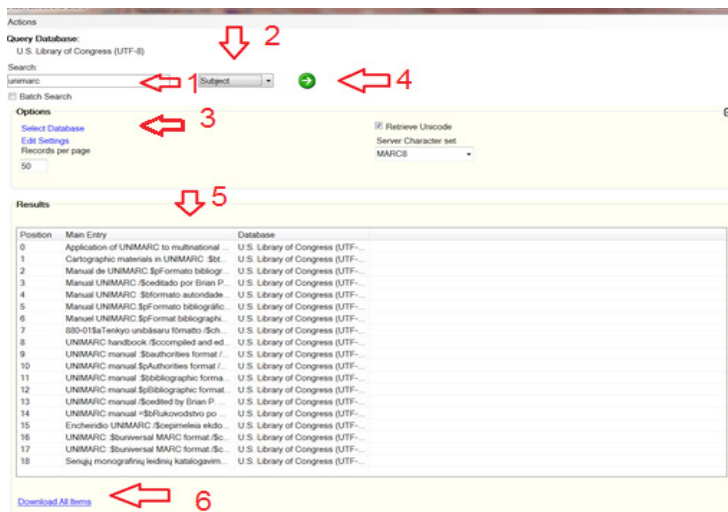 Actions
2
Query Database:
U.S. Library of Congress (UTF-8)
Search:
unimarc 1 Subject 4
Batch Search
Options
Select Database 3 Retrieve Unicode
Edit Settings Server Character set
Records per page MARC8
50
5
Results
Position Main Entry Database
0 Application of UNIMARC to multinational ... U.S. Library of Congress (UTF-...
1 Cartographic materials in UNIMARC :$bt... U.S. Library of Congress (UTF-...
2 Manual de UNIMARC.$pFormato bibliogr... U.S. Library of Congress (UTF-...
3 Manual UNIMARC /$ceditado por Brian P... U.S. Library of Congress (UTF-...
4 Manual UNIMARC :$bformato autoridade... U.S. Library of Congress (UTF-...
5 Manual UNIMARC.$pFormato bibliográfic... U.S. Library of Congress (UTF-...
6 Manuel UNIMARC.$pFormat bibliographi... U.S. Library of Congress (UTF-...
7 880-01$aTenkyo unibāsaru fōmatto /$ch... U.S. Library of Congress (UTF-...
8 UNIMARC handbook /$ccompiled and ed... U.S. Library of Congress (UTF-...
9 UNIMARC manual :$bauthorities format /... U.S. Library of Congress (UTF-...
10 UNIMARC manual.$pAuthorities format /... U.S. Library of Congress (UTF-...
11 UNIMARC manual :$bbibliographic forma... U.S. Library of Congress (UTF-...
12 UNIMARC manual.$pBibliographic format... U.S. Library of Congress (UTF-...
13 UNIMARC manual /$cedited by Brian P. ... U.S. Library of Congress (UTF-...
14 UNIMARC manual =$bRukovodstvo po ... U.S. Library of Congress (UTF-...
15 Encheiridio UNIMARC /$cepimeleia ekdo... U.S. Library of Congress (UTF-...
16 UNIMARC :$buniversal MARC format /$c... U.S. Library of Congress (UTF-...
17 UNIMARC :$buniversal MARC format /$c... U.S. Library of Congress (UTF-...
18 Senųjų monografinių leidinių katalogavim... U.S. Library of Congress (UTF-...
Download All Items 6